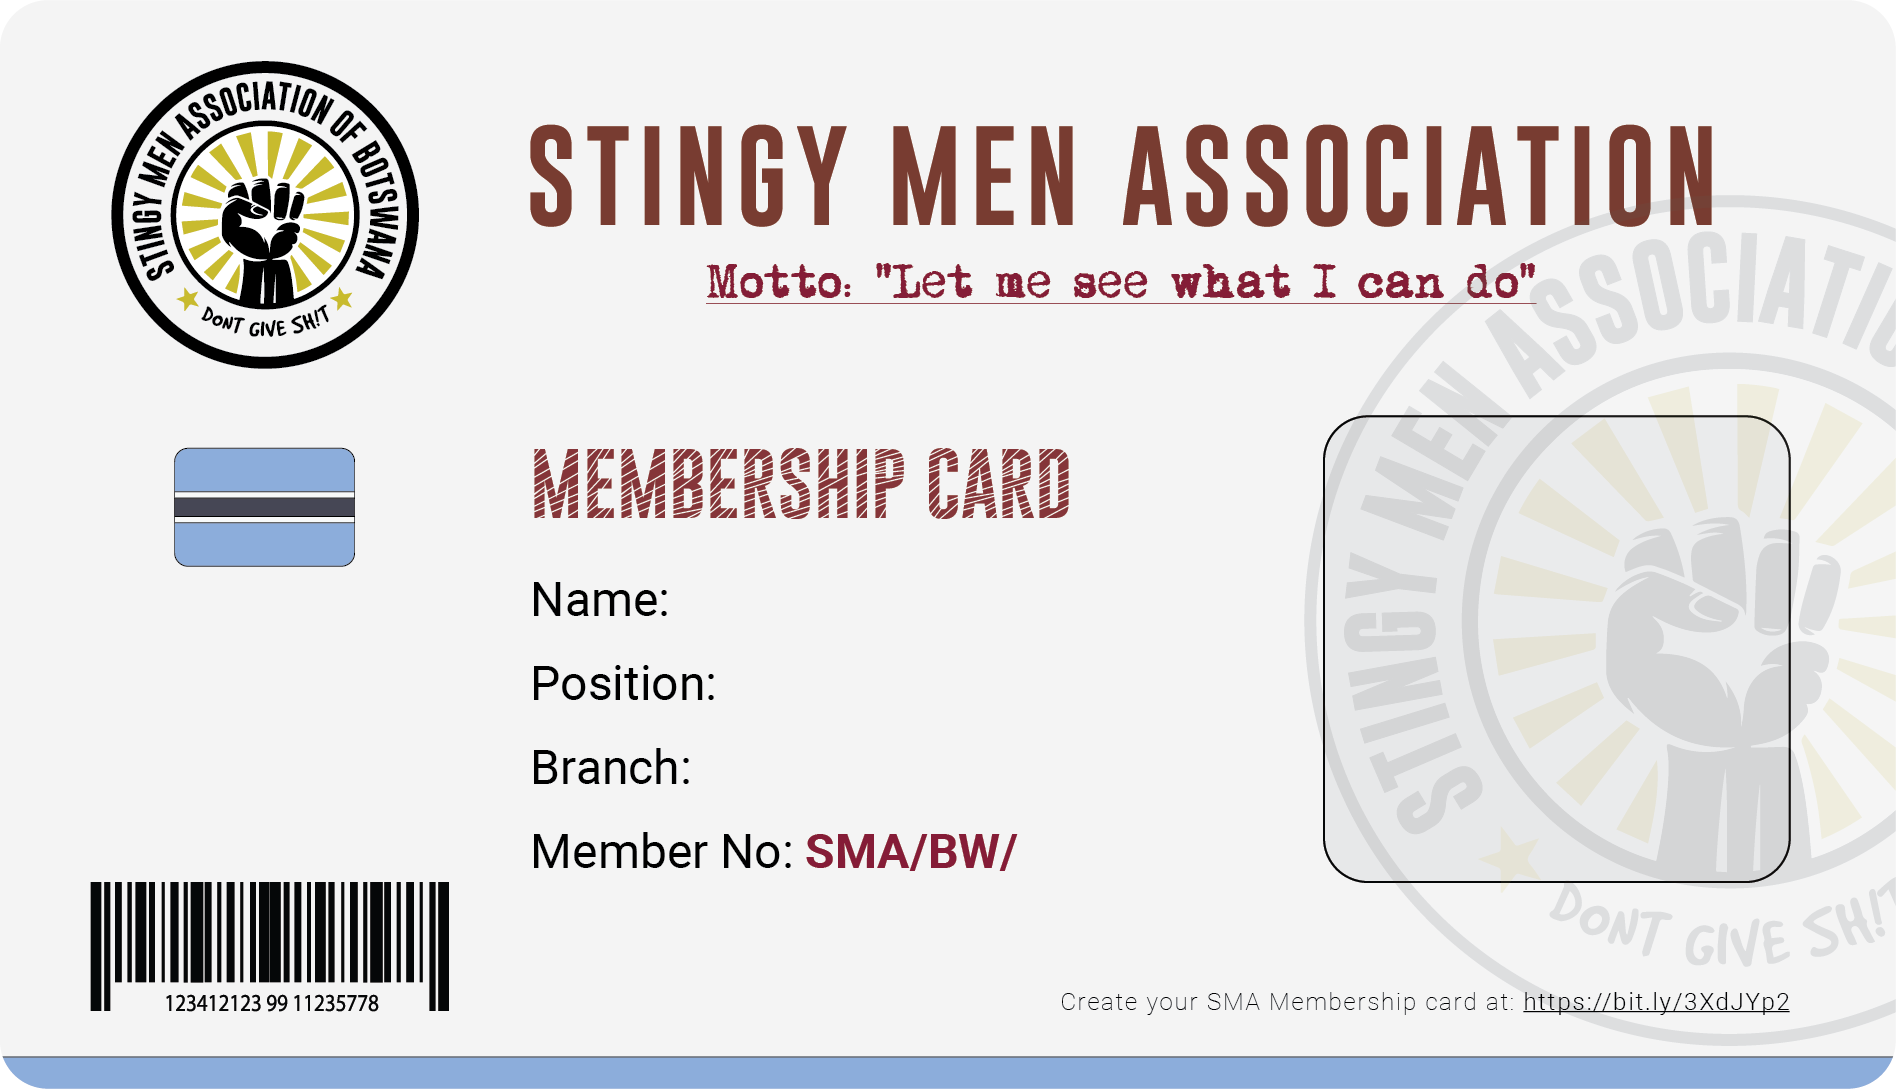 STINGY MEN ASSOCIATION OF BOTSWANA
DONT GIVE SH!T
STINGY MEN ASSOCIATION
Motto: "Let me see what I can do"
MEMBERSHIP CARD
Name:
Position:
Branch:
Member No: SMA/BW/
123412123 99 11235778
STINGY MEN ASSOCIATIO
DONT GIVE SH!T
Create your SMA Membership card at: https://bit.ly/3XdJYp2